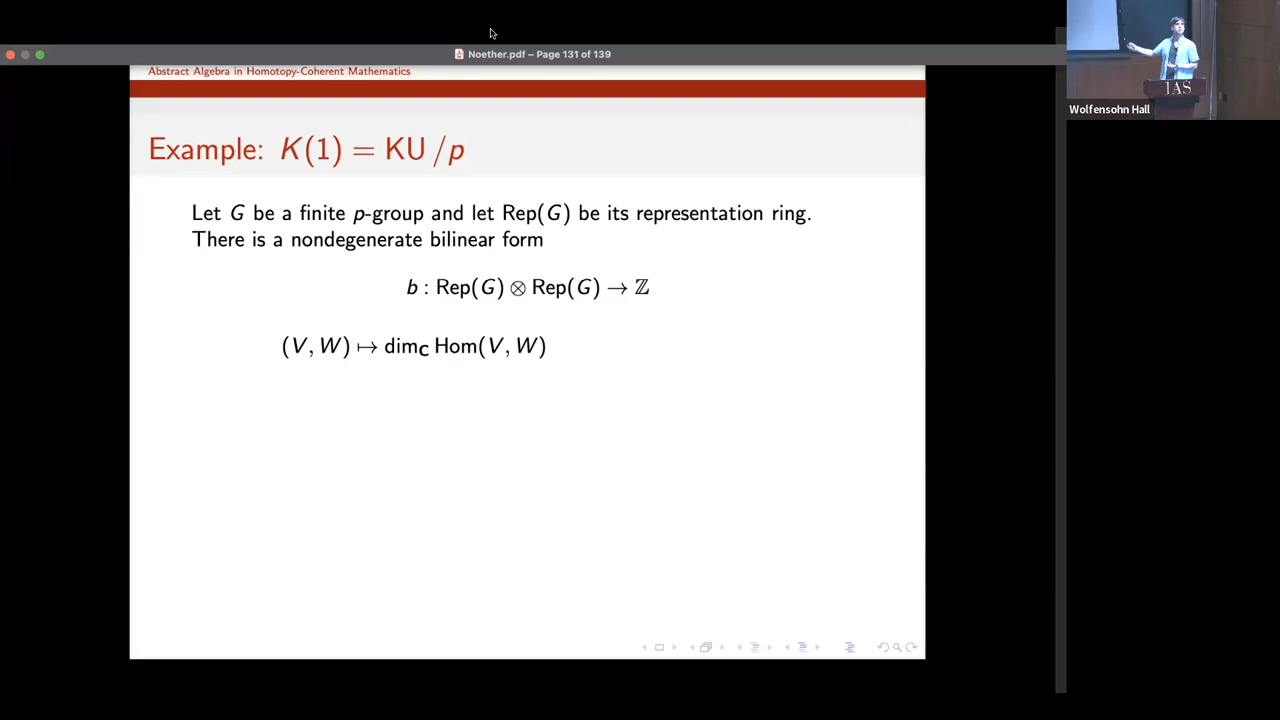 Noether.pdf – Page 131 of 139
Abstract Algebra in Homotopy-Coherent Mathematics
Example: K(1) = KU /p
Let G be a finite p-group and let Rep(G) be its representation ring.
There is a nondegenerate bilinear form
b : Rep(G) ⊗ Rep(G) → ℤ
(V, W) ↦ dim_C Hom(V, W)
IAS
Wolfensohn Hall